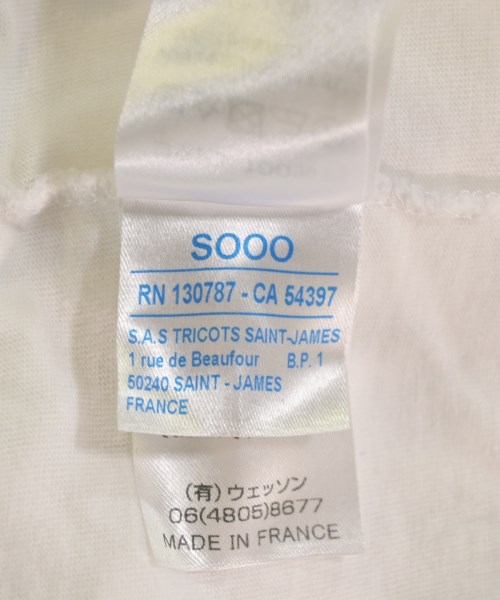 SOOO
RN 130787 - CA 54397
S.A.S TRICOTS SAINT-JAMES
1 rue de Beaufour B.P. 1
50240 SAINT - JAMES
FRANCE
(有) ウェッソン
06(4805)8677
MADE IN FRANCE